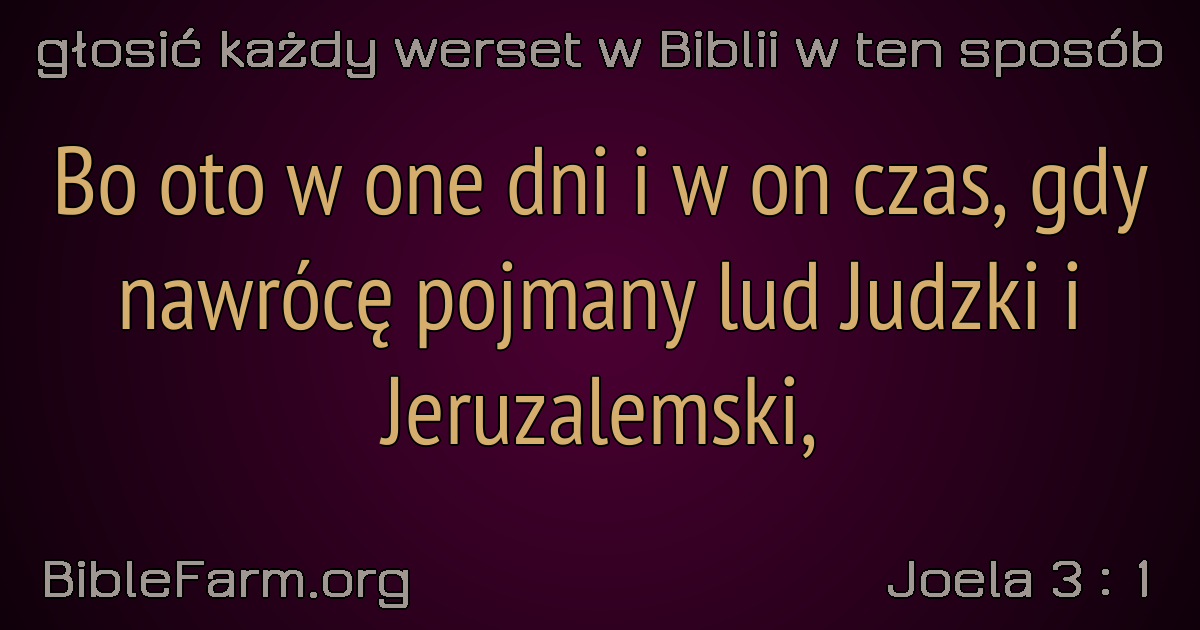 głosić każdy werset w Biblii w ten sposób
Bo oto w one dni i w on czas, gdy
nawrócę pojmany lud Judzki i
Jeruzalemski,
BibleFarm.org
Joela 3 : 1